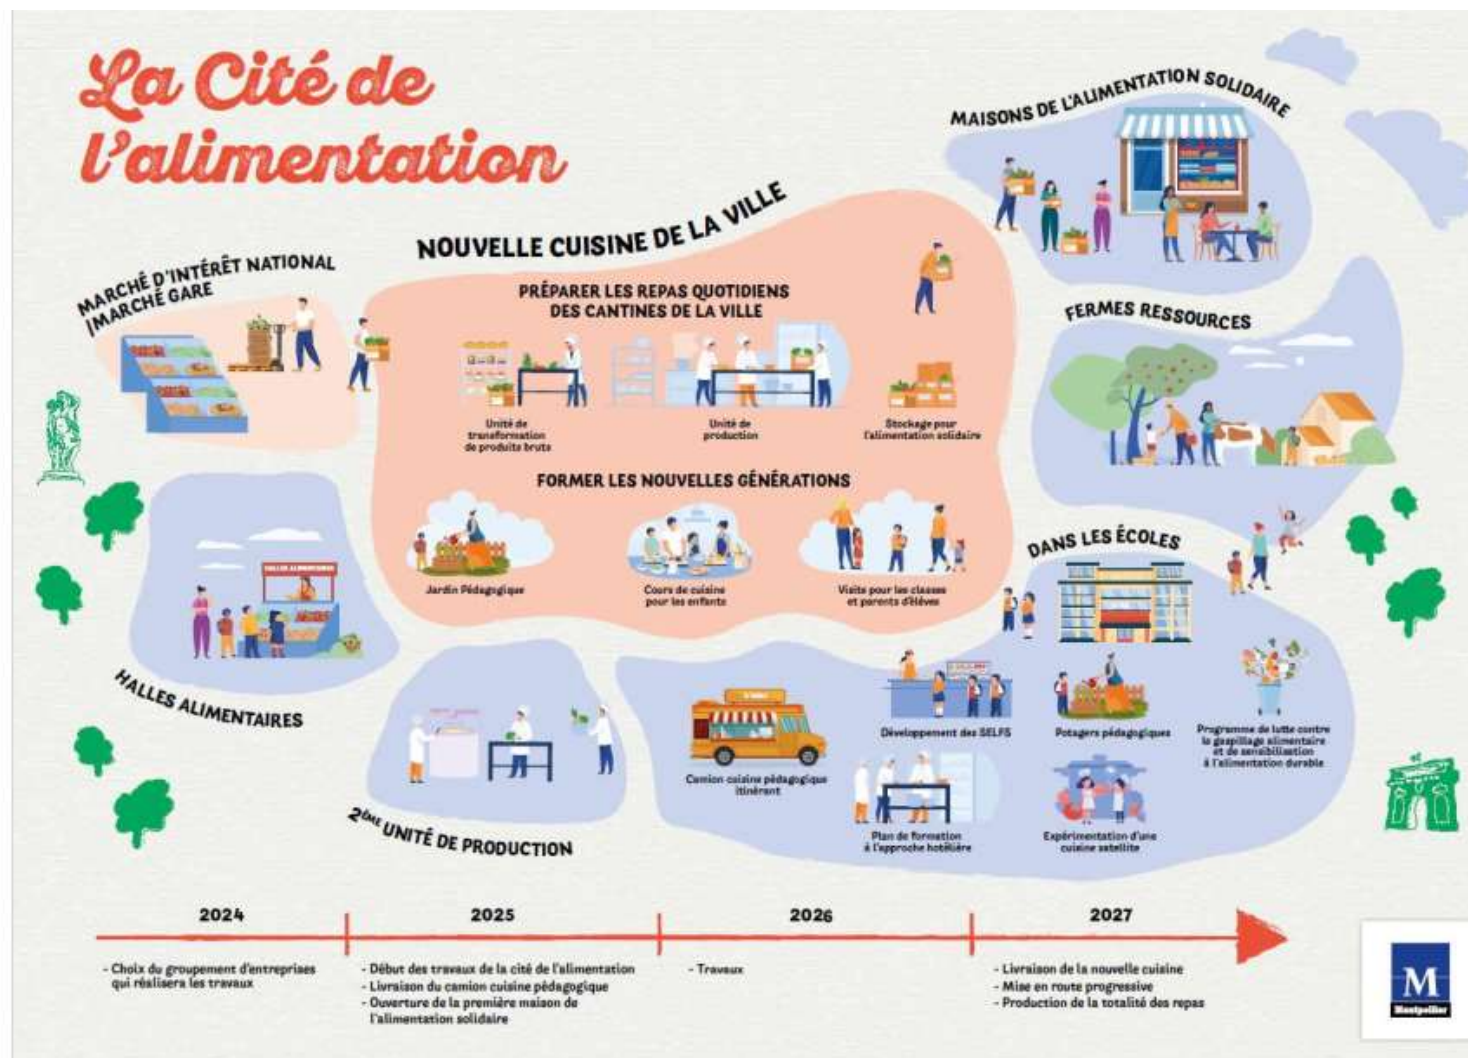 La Cité de
l'alimentation
MAISONS DE L'ALIMENTATION SOLIDAIRE
NOUVELLE CUISINE DE LA VILLE
MARCHÉ D'INTÉRÊT NATIONAL
/MARCHÉ GARE
PRÉPARER LES REPAS QUOTIDIENS
DES CANTINES DE LA VILLE
FERMES RESSOURCES
Unité de
transformation
de produits bruts
Unité de
production
Stockage pour
l'alimentation solidaire
FORMER LES NOUVELLES GÉNÉRATIONS
Jardin Pédagogique
Cours de cuisine
pour les enfants
Visite pour les classes
et parents d'élèves
DANS LES ÉCOLES
HALLES ALIMENTAIRES
HALLES ALIMENTAIRES
Développement des SELFS
Potagers pédagogiques
Programme de lutte contre
le gaspillage alimentaire
et de sensibilisation
à l'alimentation durable
Camion cuisine pédagogique
itinérant
Plan de formation
à l'approche hôtelière
Expérimentation d'une
cuisine satellite
2ÈME UNITÉ DE PRODUCTION
2024
2025
2026
2027
- Choix du groupement d'entreprises
qui réalisera les travaux
- Début des travaux de la cité de l'alimentation
- Livraison du camion cuisine pédagogique
- Ouverture de la première maison de
l'alimentation solidaire
- Travaux
- Livraison de la nouvelle cuisine
- Mise en route progressive
- Production de la totalité des repas
M
Montpellier